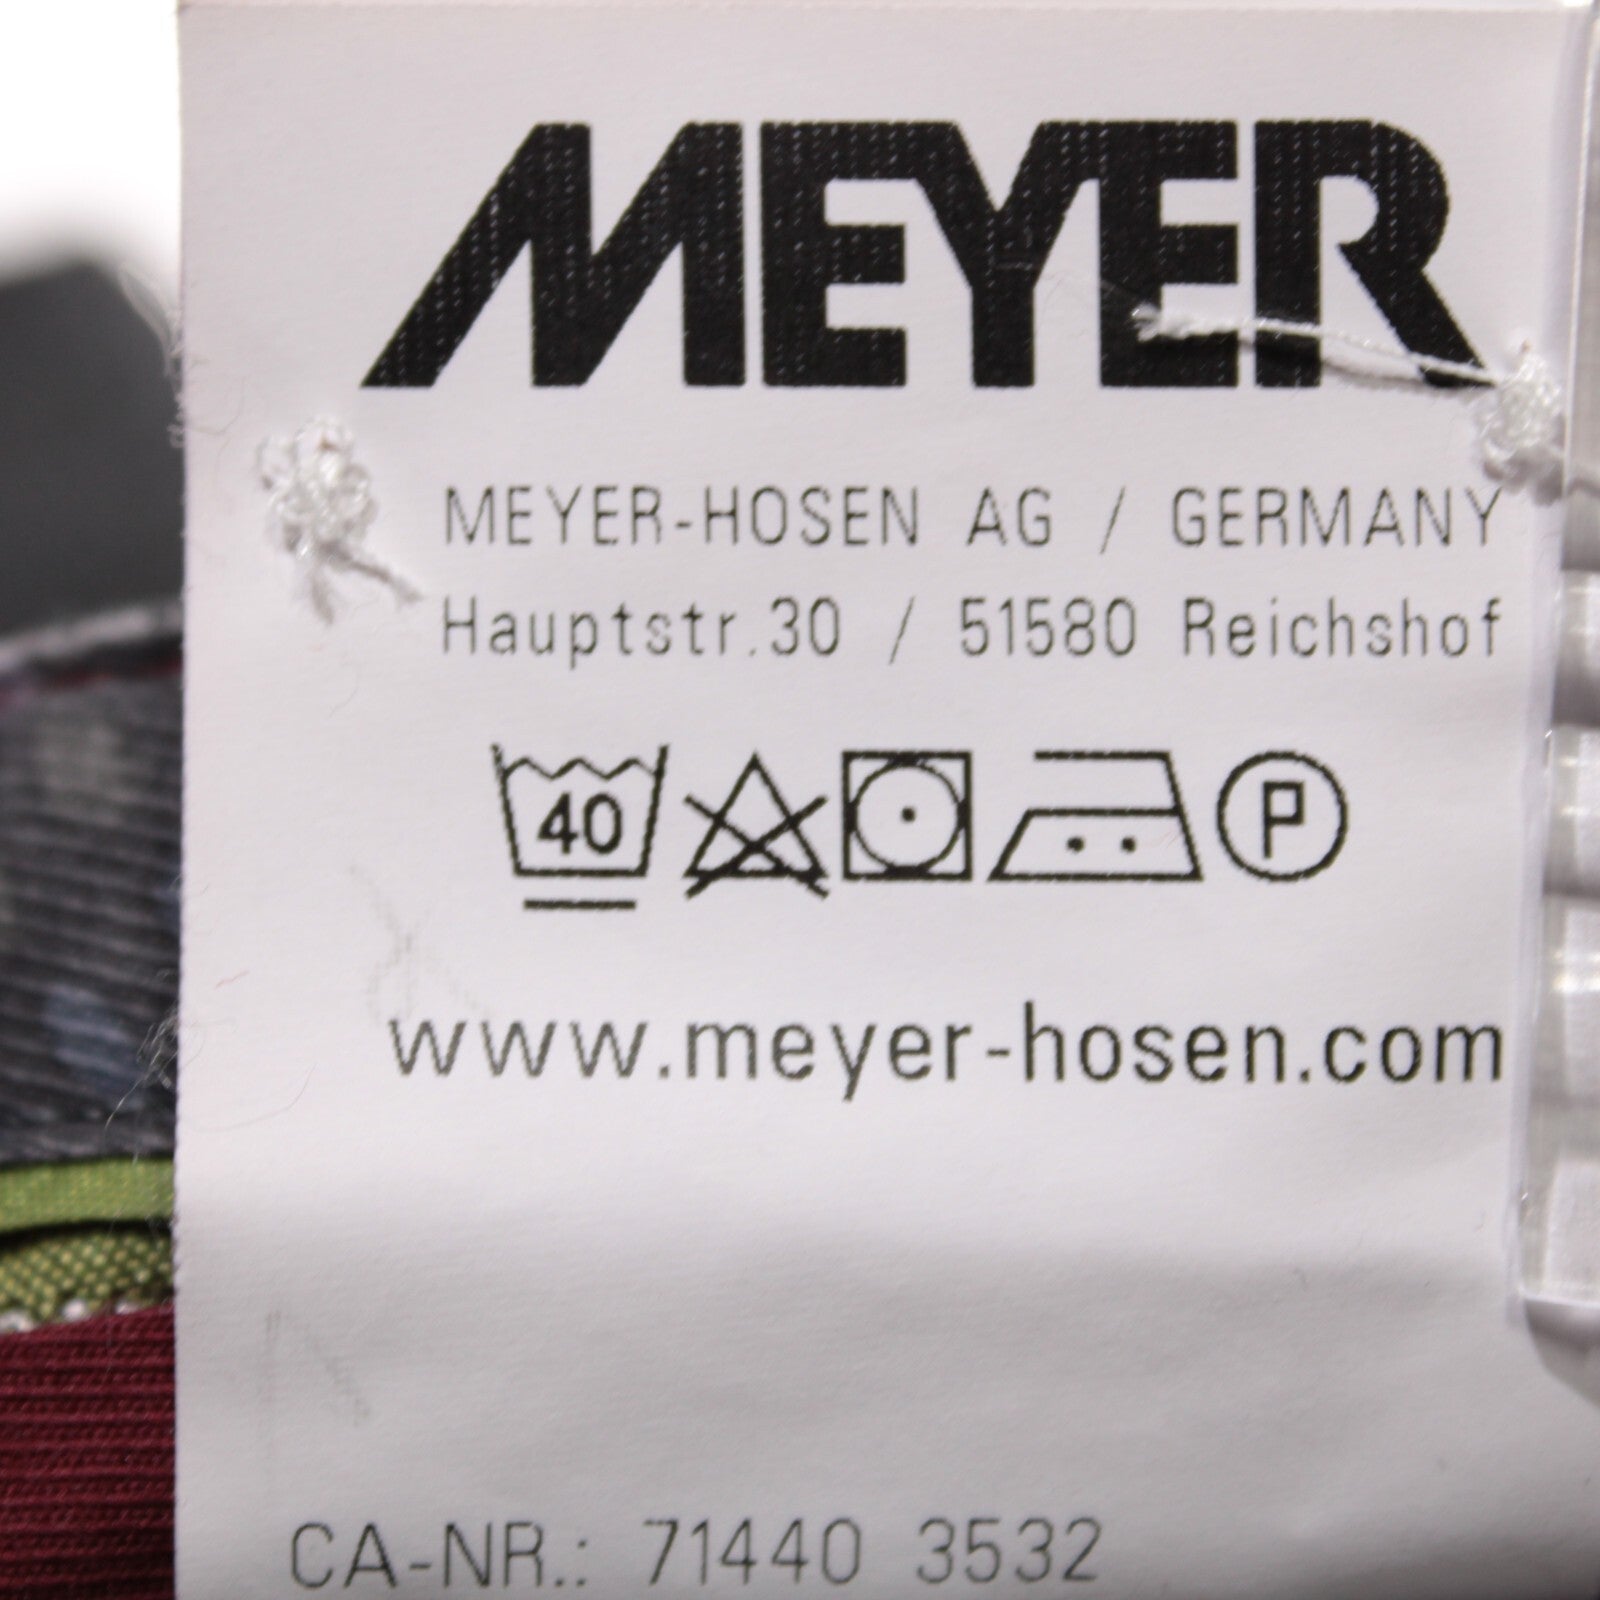 MEYER
MEYER-HOSEN AG / GERMANY
Hauptstr.30 / 51580 Reichshof
40 P
www.meyer-hosen.com
CA-NR.: 71440 3532